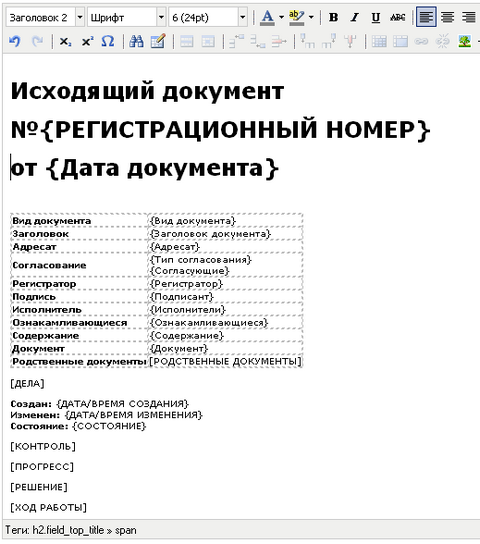 Заголовок 2 Шрифт 6 (24pt) A ab B I U ABC
x₂ x² Ω
Исходящий документ
№{РЕГИСТРАЦИОННЫЙ НОМЕР}
от {Дата документа}
Вид документа {Вид документа}
Заголовок {Заголовок документа}
Адресат {Адресат}
Согласование {Тип согласования}
{Согласующие}
Регистратор {Регистратор}
Подпись {Подписант}
Исполнитель {Исполнители}
Ознакамливающиеся {Ознакамливающиеся}
Содержание {Содержание}
Документ {Документ}
Родственные документы [РОДСТВЕННЫЕ ДОКУМЕНТЫ]
[ДЕЛА]
Создан: {ДАТА/ВРЕМЯ СОЗДАНИЯ}
Изменен: {ДАТА/ВРЕМЯ ИЗМЕНЕНИЯ}
Состояние: {СОСТОЯНИЕ}
[КОНТРОЛЬ]
[ПРОГРЕСС]
[РЕШЕНИЕ]
[ХОД РАБОТЫ]
Теги: h2.field_top_title » span